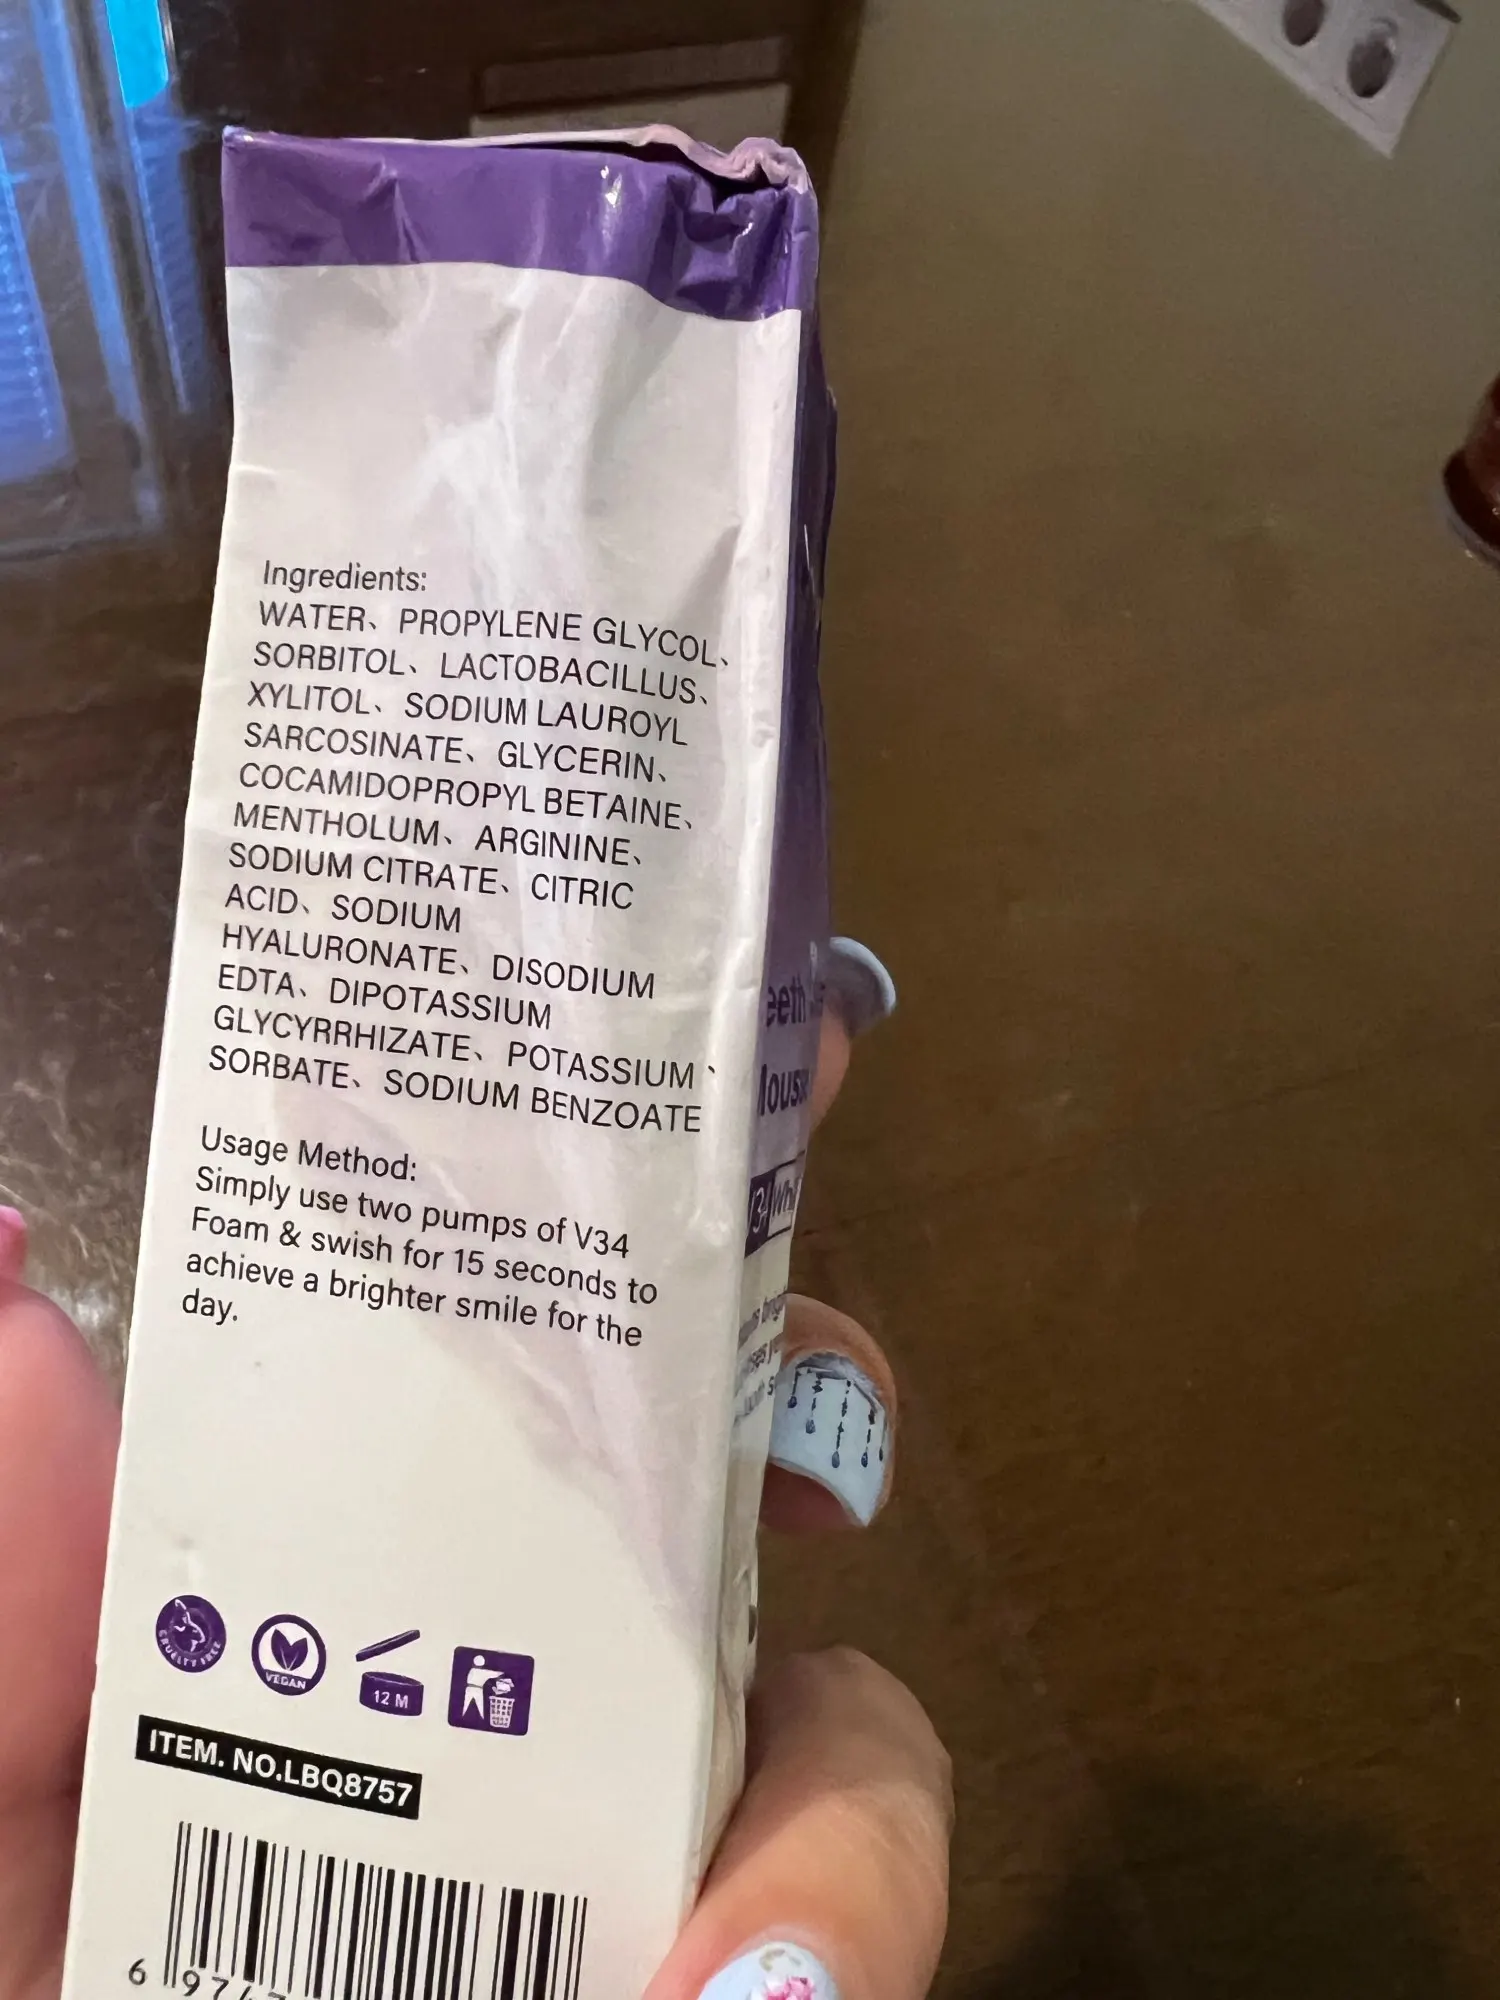 Ingredients:
WATER、PROPYLENE GLYCOL、
SORBITOL、LACTOBACILLUS、
XYLITOL、SODIUM LAUROYL
SARCOSINATE、GLYCERIN、
COCAMIDOPROPYL BETAINE、
MENTHOLUM、ARGININE、
SODIUM CITRATE、CITRIC
ACID、SODIUM
HYALURONATE、DISODIUM
EDTA、DIPOTASSIUM
GLYCYRRHIZATE、POTASSIUM、
SORBATE、SODIUM BENZOATE
Usage Method:
Simply use two pumps of V34
Foam & swish for 15 seconds to
achieve a brighter smile for the
day.
CRUELTY FREE
VEGAN
12 M
ITEM. NO.LBQ8757